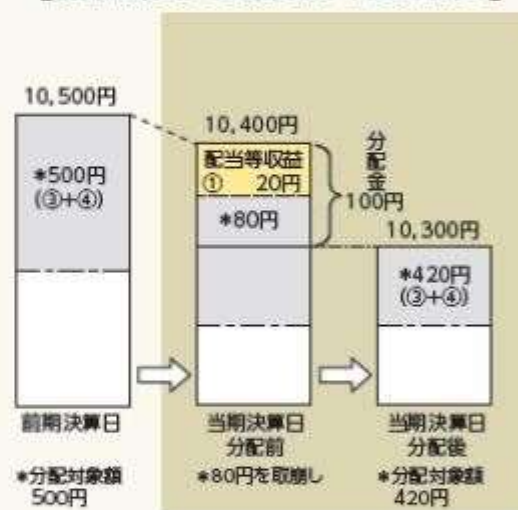 10,500円
*500円
(③+④)
前期決算日
*分配対象額
500円
10,400円
配当等収益
① 20円
*80円
分配金
100円
当期決算日
分配前
*80円を取崩し
10,300円
*420円
(③+④)
当期決算日
分配後
*分配対象額
420円